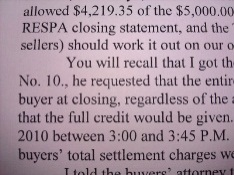 allowed $4,219.35 of the $5,000.00
RESPA closing statement, and the
sellers) should work it out on our o
You will recall that I got th
No. 10., he requested that the entir
buyer at closing, regardless of the a
that the full credit would be given.
2010 between 3:00 and 3:45 P.M.
buyers' total settlement charges we
I told the buyers' attorney t